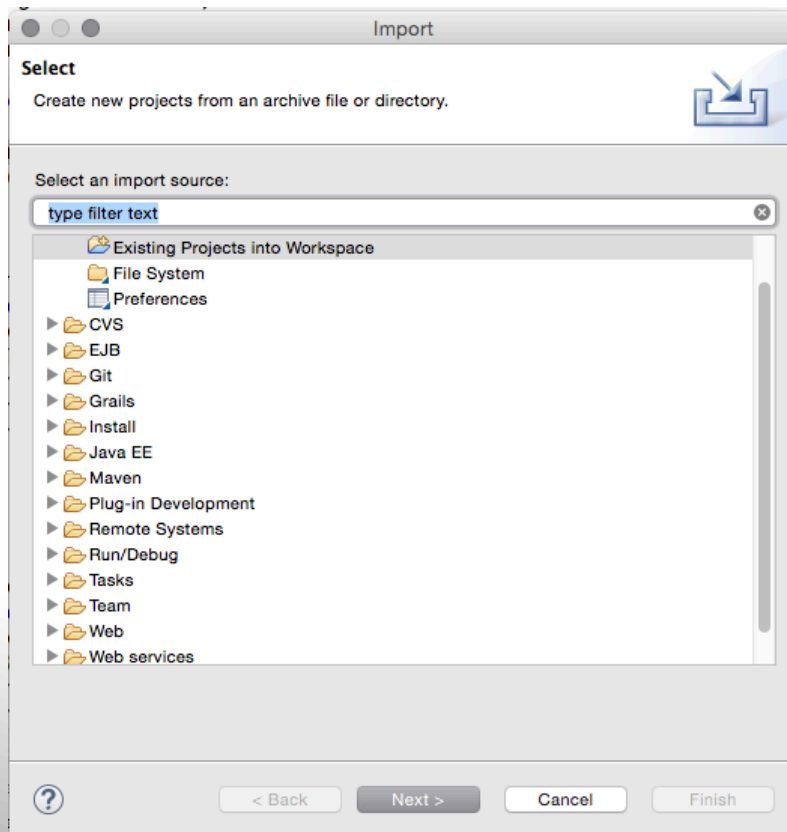 Import
Select
Create new projects from an archive file or directory.
Select an import source:
type filter text
Existing Projects into Workspace
File System
Preferences
CVS
EJB
Git
Grails
Install
Java EE
Maven
Plug-in Development
Remote Systems
Run/Debug
Tasks
Team
Web
Web services
? < Back Next > Cancel Finish